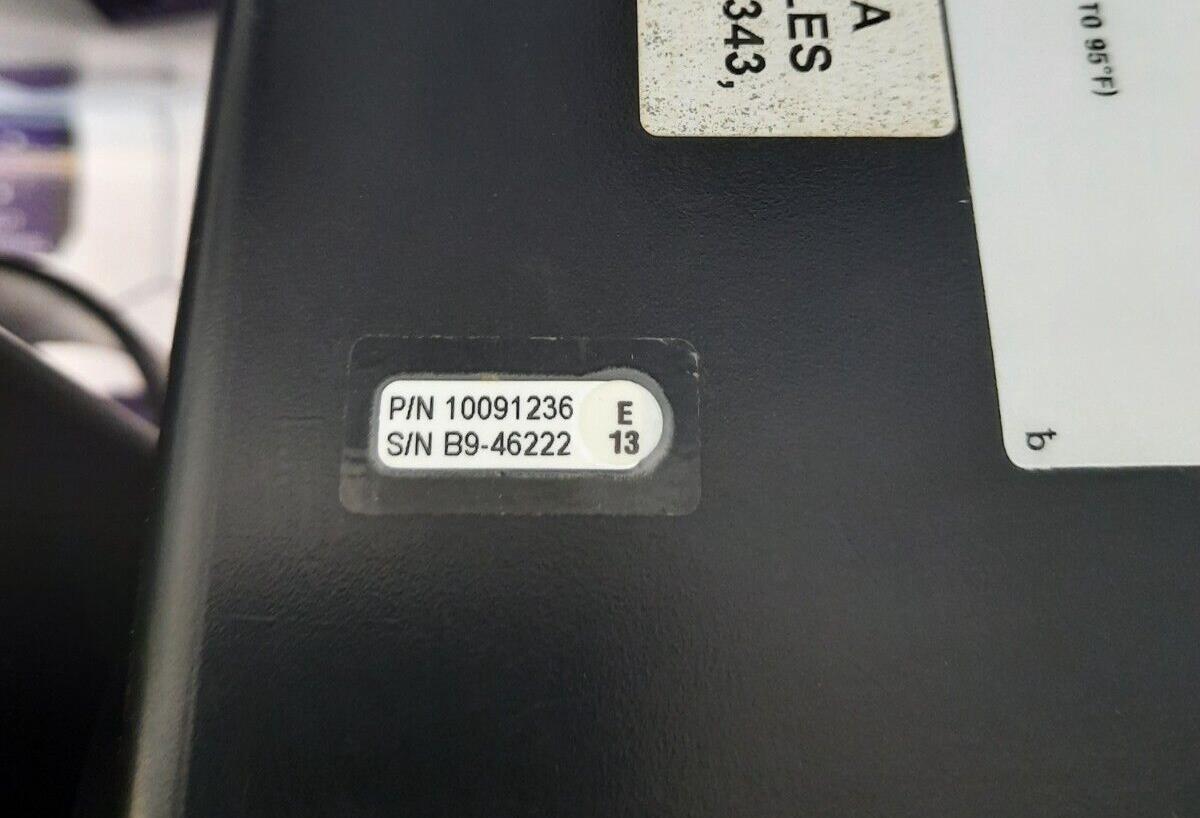 A
LES
343,
TO 95°F)
P/N 10091236
S/N B9-46222
E
13